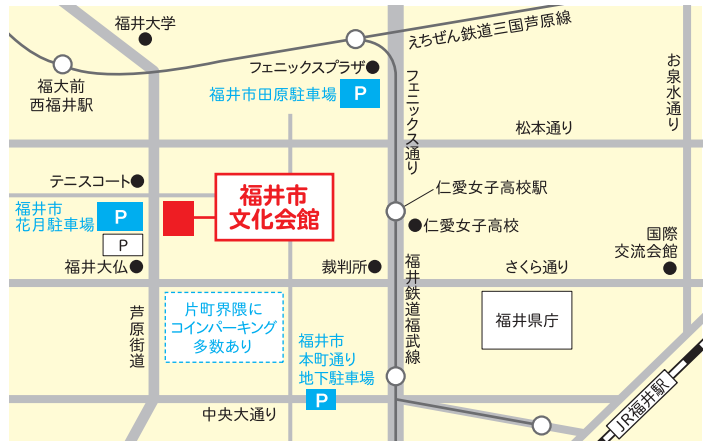 福井大学
えちぜん鉄道三国芦原線
福大前
西福井駅
フェニックスプラザ
福井市田原駐車場
P
フェニックス通り
お泉水通り
松本通り
テニスコート
福井市
花月駐車場
P
P
福井市
文化会館
仁愛女子高校駅
仁愛女子高校
国際
交流会館
福井大仏
裁判所
さくら通り
芦原街道
片町界隈に
コインパーキング
多数あり
福井鉄道福武線
福井県庁
福井市
本町通り
地下駐車場
P
中央大通り
JR福井駅